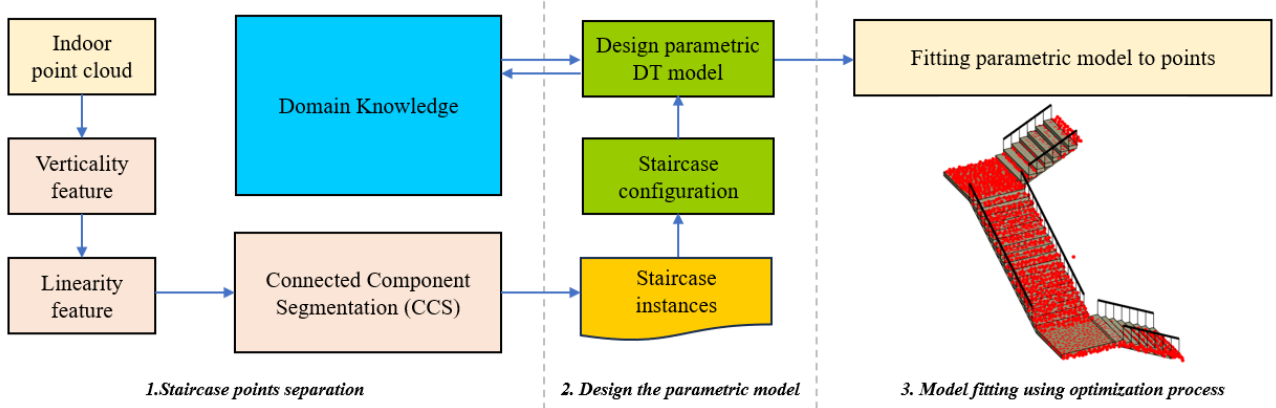 Indoor
point cloud
Verticality
feature
Linearity
feature
Domain Knowledge
Connected Component
Segmentation (CCS)
Design parametric
DT model
Staircase
configuration
Staircase
instances
Fitting parametric model to points
1.Staircase points separation
2. Design the parametric model
3. Model fitting using optimization process